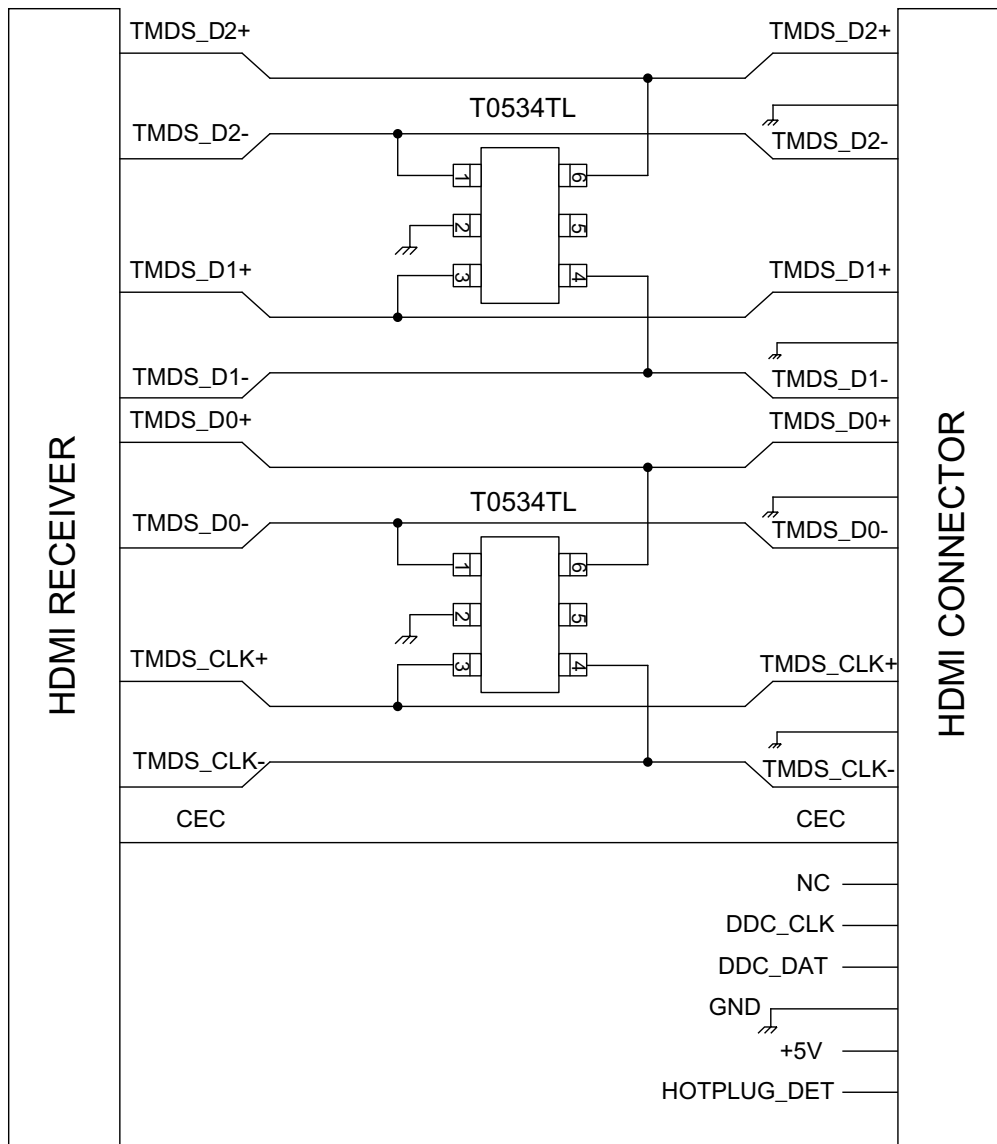 TMDS_D2+ TMDS_D2+
T0534TL
TMDS_D2- TMDS_D2-
1 6
2 5
3 4
TMDS_D1+ TMDS_D1+
TMDS_D1- TMDS_D1-
TMDS_D0+ TMDS_D0+
T0534TL
TMDS_D0- TMDS_D0-
1 6
2 5
3 4
TMDS_CLK+ TMDS_CLK+
TMDS_CLK- TMDS_CLK-
CEC CEC
NC
DDC_CLK
DDC_DAT
GND
+5V
HOTPLUG_DET
HDMI RECEIVER
HDMI CONNECTOR